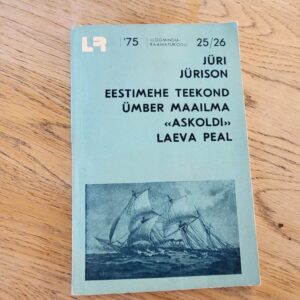 LR '75 LOOMINGU- 25/26
RAAMATUKOGU
JÜRI
JÜRISON
EESTIMEHE TEEKOND
ÜMBER MAAILMA
«ASKOLDI»
LAEVA PEAL